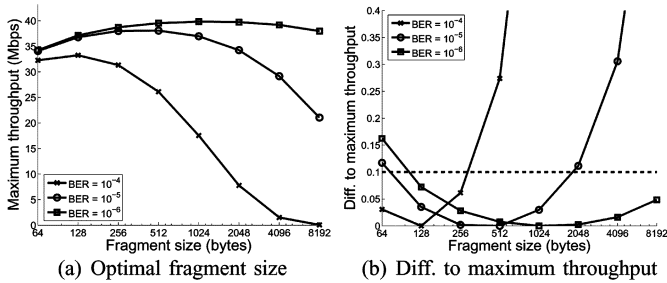 Maximum throughput (Mbps)
40
35
30
25
20
15
10
5
0
BER = 10⁻⁴
BER = 10⁻⁵
BER = 10⁻⁶
64 128 256 512 1024 2048 4096 8192
Fragment size (bytes)
(a) Optimal fragment size
Diff. to maximum throughput
0.4
0.35
0.3
0.25
0.2
0.15
0.1
0.05
0
BER = 10⁻⁴
BER = 10⁻⁵
BER = 10⁻⁶
64 128 256 512 1024 2048 4096 8192
Fragment size (bytes)
(b) Diff. to maximum throughput